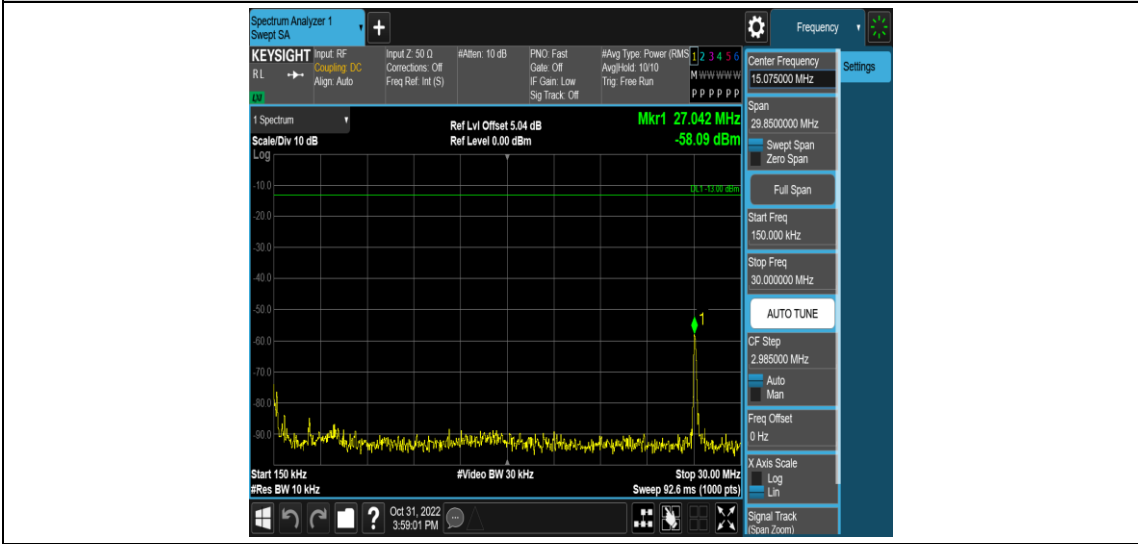 Spectrum Analyzer 1
Swept SA
+
Frequency
KEYSIGHT
RL
Input: RF
Coupling: DC
Align: Auto
Input Z: 50 Ω
Corrections: Off
Freq Ref: Int (S)
#Atten: 10 dB
PNO: Fast
Gate: Off
IF Gain: Low
Sig Track: Off
#Avg Type: Power (RMS
Avg|Hold: 10/10
Trig: Free Run
1 2 3 4 5 6
M W W W W W
P P P P P P
1 Spectrum
Scale/Div 10 dB
Log
Ref Lvl Offset 5.04 dB
Ref Level 0.00 dBm
Mkr1 27.042 MHz
-58.09 dBm
DL1 -13.00 dBm
-10.0
-20.0
-30.0
-40.0
-50.0
-60.0
-70.0
-80.0
-90.0
1
Start 150 kHz
#Res BW 10 kHz
#Video BW 30 kHz
Stop 30.00 MHz
Sweep 92.6 ms (1000 pts)
Center Frequency
15.075000 MHz
Settings
Span
29.8500000 MHz
Swept Span
Zero Span
Full Span
Start Freq
150.000 kHz
Stop Freq
30.000000 MHz
AUTO TUNE
CF Step
2.985000 MHz
Auto
Man
Freq Offset
0 Hz
X Axis Scale
Log
Lin
Signal Track
(Span Zoom)
?
Oct 31, 2022
3:59:01 PM